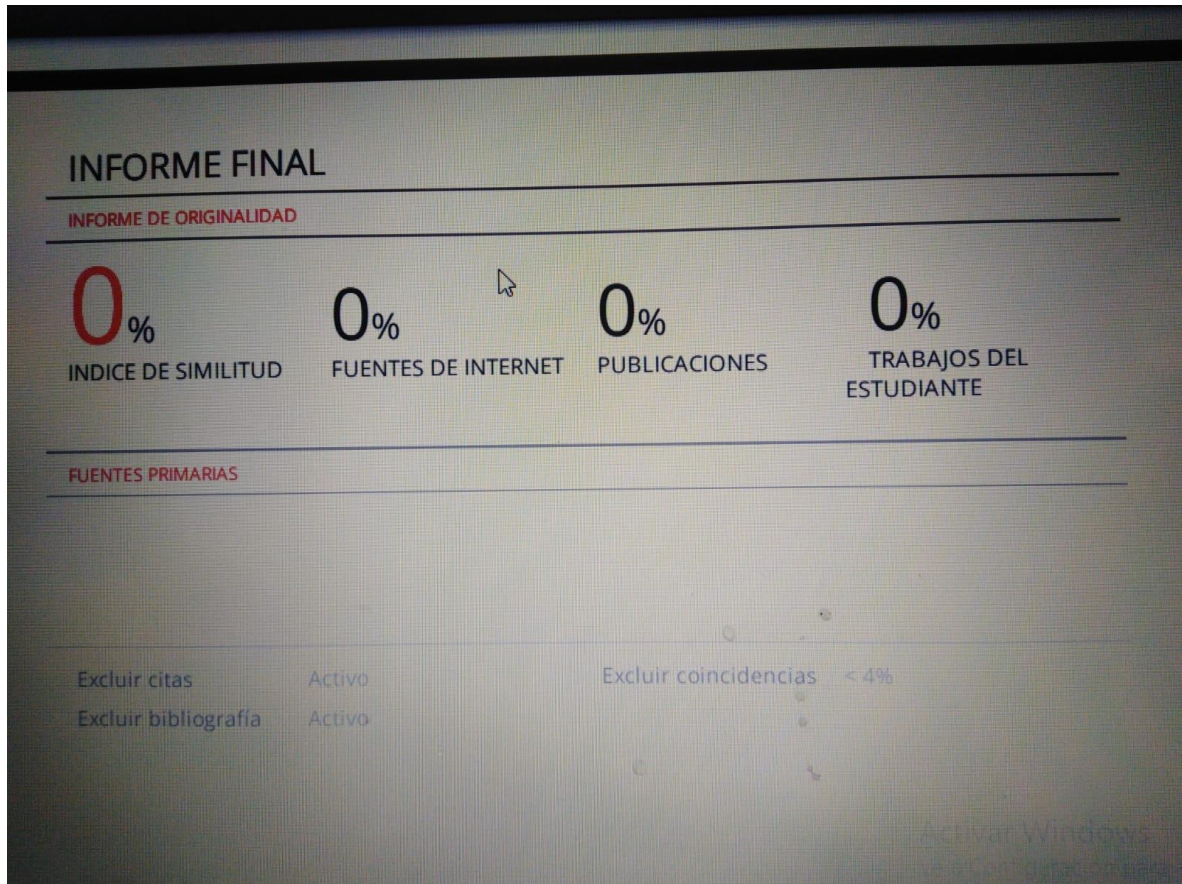 INFORME FINAL
INFORME DE ORIGINALIDAD
0% 0% 0% 0%
INDICE DE SIMILITUD FUENTES DE INTERNET PUBLICACIONES TRABAJOS DEL
ESTUDIANTE
FUENTES PRIMARIAS
Excluir citas Activo Excluir coincidencias < 4%
Excluir bibliografía Activo
Activar Windows